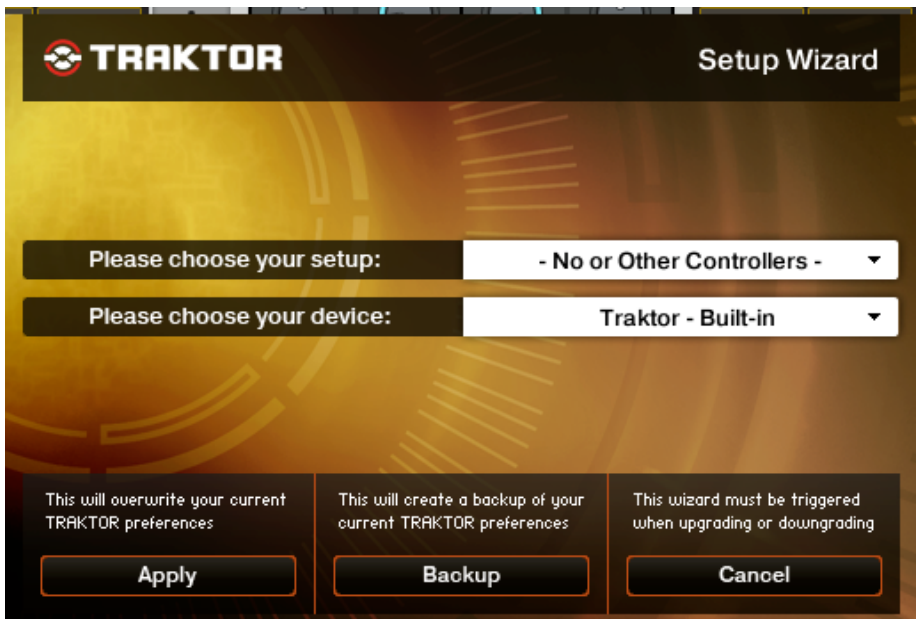 TRAKTOR
Setup Wizard
Please choose your setup:
- No or Other Controllers -
Please choose your device:
Traktor - Built-in
This will overwrite your current
TRAKTOR preferences
This will create a backup of your
current TRAKTOR preferences
This wizard must be triggered
when upgrading or downgrading
Apply
Backup
Cancel